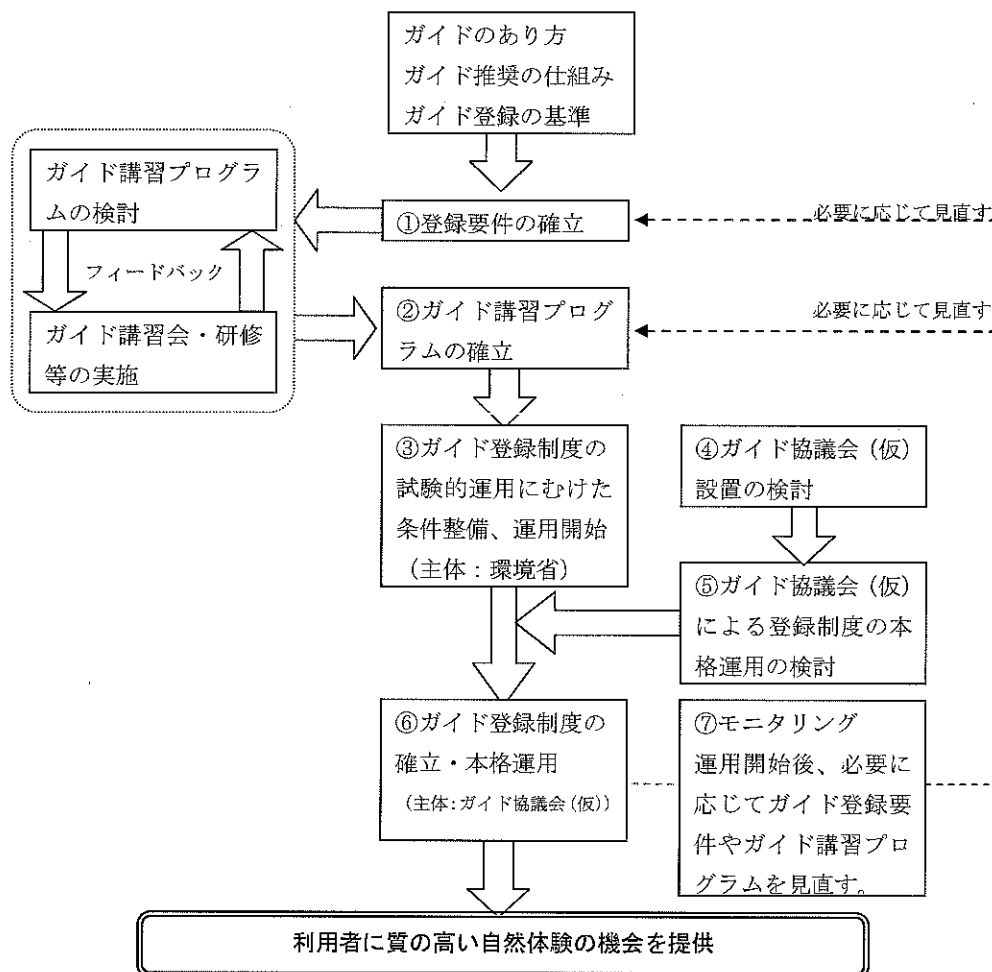 ガイドのあり方
ガイド推奨の仕組み
ガイド登録の基準
ガイド講習プログラ
ムの検討
①登録要件の確立
必要に応じて見直す
フィードバック
ガイド講習会・研修
等の実施
②ガイド講習プログ
ラムの確立
必要に応じて見直す
③ガイド登録制度の
試験的運用にむけた
条件整備、運用開始
（主体：環境省）
④ガイド協議会（仮）
設置の検討
⑤ガイド協議会（仮）
による登録制度の本
格運用の検討
⑥ガイド登録制度の
確立・本格運用
（主体：ガイド協議会（仮））
⑦モニタリング
運用開始後、必要に
応じてガイド登録要
件やガイド講習プロ
グラムを見直す。
利用者に質の高い自然体験の機会を提供